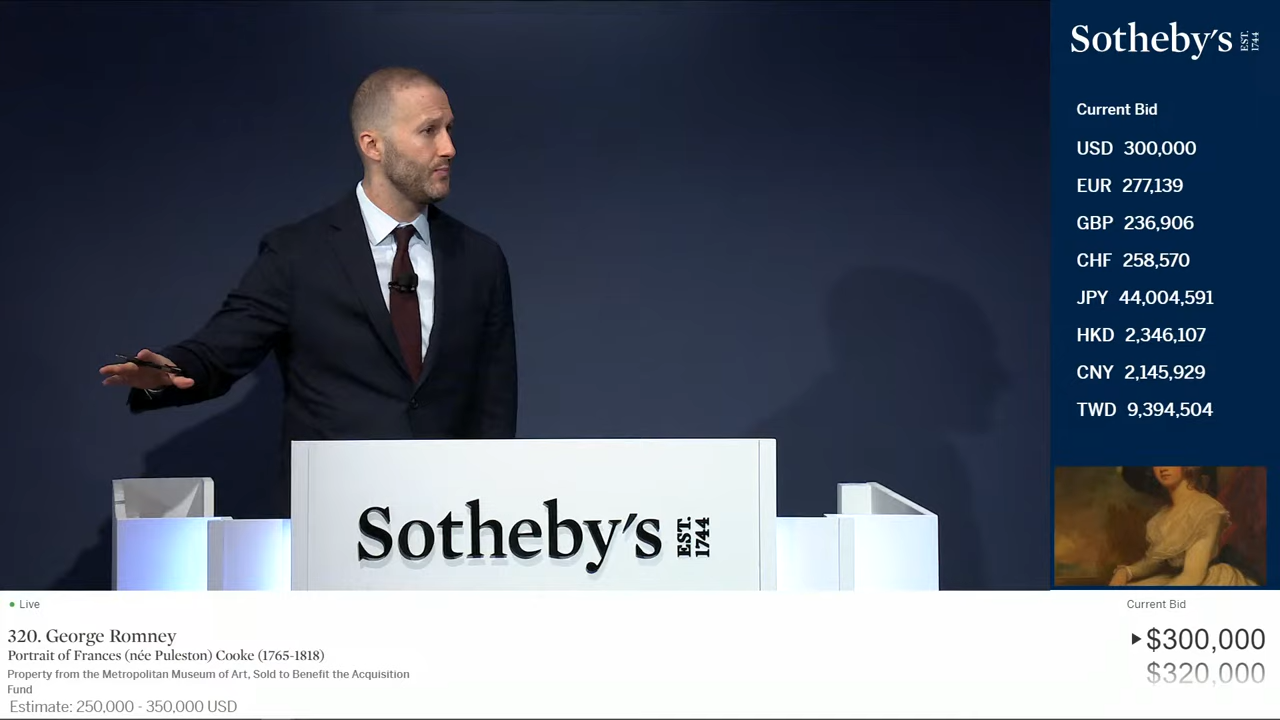 Sotheby's EST. 1744
Current Bid
USD 300,000
EUR 277,139
GBP 236,906
CHF 258,570
JPY 44,004,591
HKD 2,346,107
CNY 2,145,929
TWD 9,394,504
Sotheby's EST. 1744
Live
320. George Romney
Portrait of Frances (née Puleston) Cooke (1765-1818)
Property from the Metropolitan Museum of Art, Sold to Benefit the Acquisition
Fund
Estimate: 250,000 - 350,000 USD
Current Bid
$300,000
$320,000